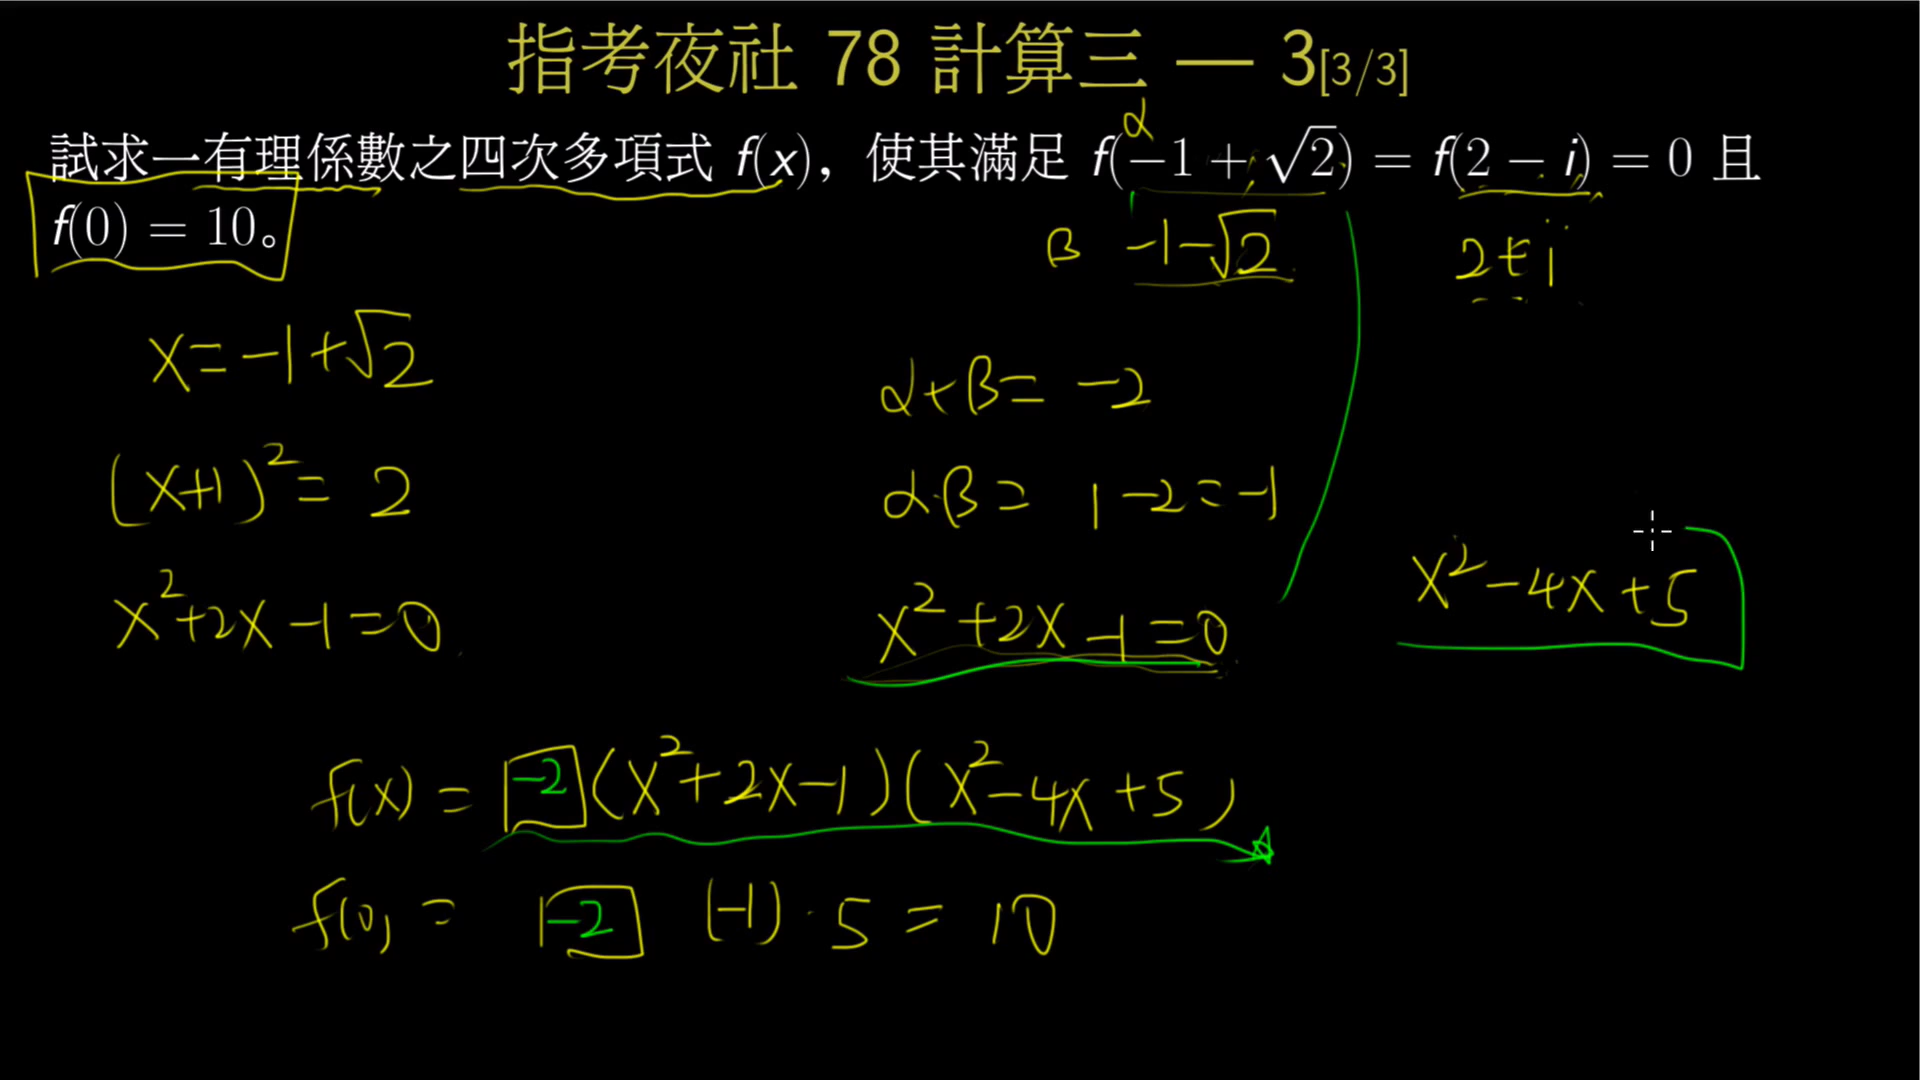 指考夜社 78 計算三 — 3[3/3]
α
試求一有理係數之四次多項式 f(x)，使其滿足 f(−1 + √2) = f(2 − i) = 0 且
f(0) = 10。
β -1-√2
2+i
x=-1+√2
α+β= -2
(x+1)²= 2
α·β= 1-2=-1
x²-4x+5
x²+2x-1=0
x²+2x-1=0
f(x) = -2(x²+2x-1)(x²-4x+5)
f(0) = -2 (-1)·5 = 10